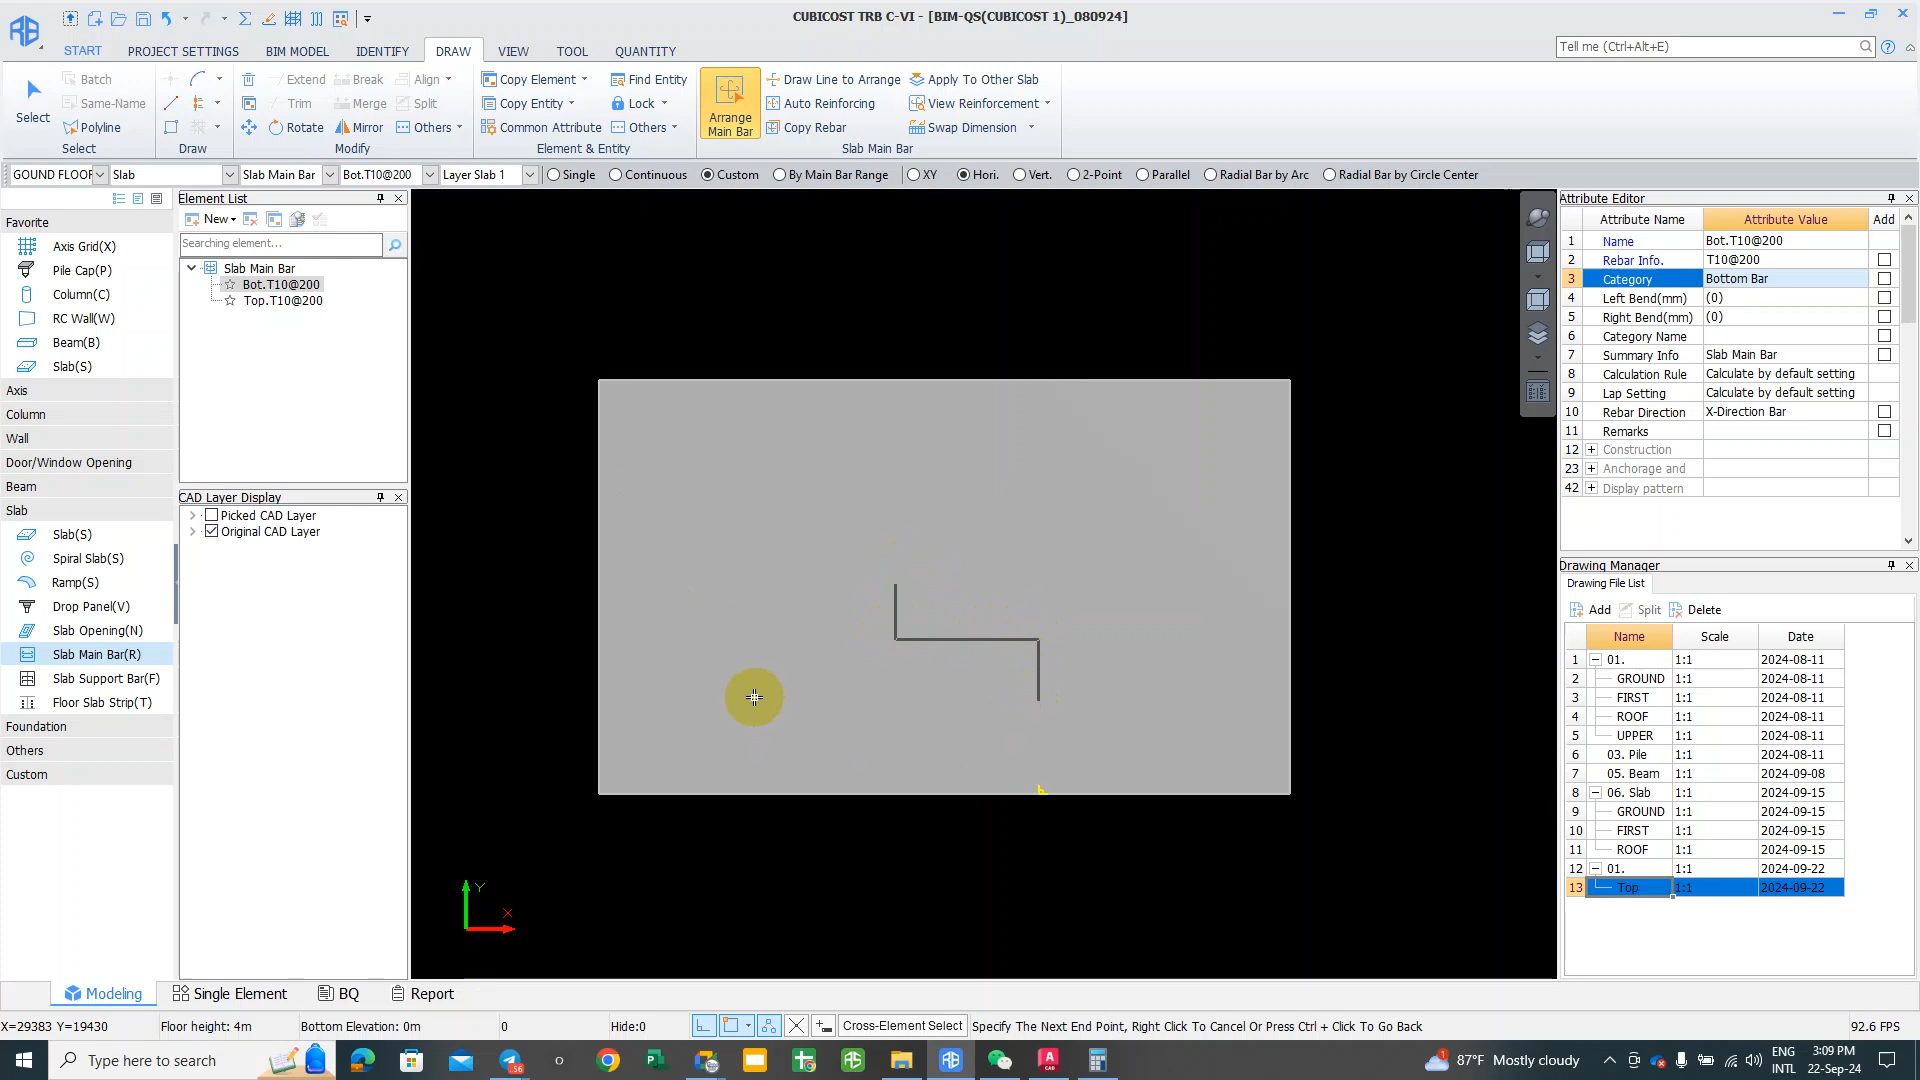 CUBICOST TRB C-VI - [BIM-QS(CUBICOST 1)_080924]
START PROJECT SETTINGS BIM MODEL IDENTIFY DRAW VIEW TOOL QUANTITY
Tell me (Ctrl+Alt+E)
Select
Batch
Same-Name
Polyline
Select
Draw
Extend Break Align
Trim Merge Split
Rotate Mirror Others
Modify
Copy Element Find Entity
Copy Entity Lock
Common Attribute Others
Element & Entity
Arrange Main Bar
Draw Line to Arrange Apply To Other Slab
Auto Reinforcing View Reinforcement
Copy Rebar Swap Dimension
Slab Main Bar
GOUND FLOOR Slab Slab Main Bar Bot.T10@200 Layer Slab 1 Single Continuous Custom By Main Bar Range XY Hori. Vert. 2-Point Parallel Radial Bar by Arc Radial Bar by Circle Center
Favorite
Axis Grid(X)
Pile Cap(P)
Column(C)
RC Wall(W)
Beam(B)
Slab(S)
Axis
Column
Wall
Door/Window Opening
Beam
Slab
Slab(S)
Spiral Slab(S)
Ramp(S)
Drop Panel(V)
Slab Opening(N)
Slab Main Bar(R)
Slab Support Bar(F)
Floor Slab Strip(T)
Foundation
Others
Custom
Element List
New
Searching element...
Slab Main Bar
Bot.T10@200
Top.T10@200
CAD Layer Display
Picked CAD Layer
Original CAD Layer
Y
X
Attribute Editor
Attribute Name Attribute Value Add
1 Name Bot.T10@200
2 Rebar Info. T10@200
3 Category Bottom Bar
4 Left Bend(mm) (0)
5 Right Bend(mm) (0)
6 Category Name
7 Summary Info Slab Main Bar
8 Calculation Rule Calculate by default setting
9 Lap Setting Calculate by default setting
10 Rebar Direction X-Direction Bar
11 Remarks
12 Construction
23 Anchorage and
42 Display pattern
Drawing Manager
Drawing File List
Add Split Delete
Name Scale Date
1 01. 1:1 2024-08-11
2 GROUND 1:1 2024-08-11
3 FIRST 1:1 2024-08-11
4 ROOF 1:1 2024-08-11
5 UPPER 1:1 2024-08-11
6 03. Pile 1:1 2024-08-11
7 05. Beam 1:1 2024-09-08
8 06. Slab 1:1 2024-09-15
9 GROUND 1:1 2024-09-15
10 FIRST 1:1 2024-09-15
11 ROOF 1:1 2024-09-15
12 01. 1:1 2024-09-22
13 Top 1:1 2024-09-22
Modeling Single Element BQ Report
X=29383 Y=19430 Floor height: 4m Bottom Elevation: 0m 0 Hide:0 Cross-Element Select Specify The Next End Point, Right Click To Cancel Or Press Ctrl + Click To Go Back 92.6 FPS
Type here to search
87°F Mostly cloudy
ENG
INTL
3:09 PM
22-Sep-24